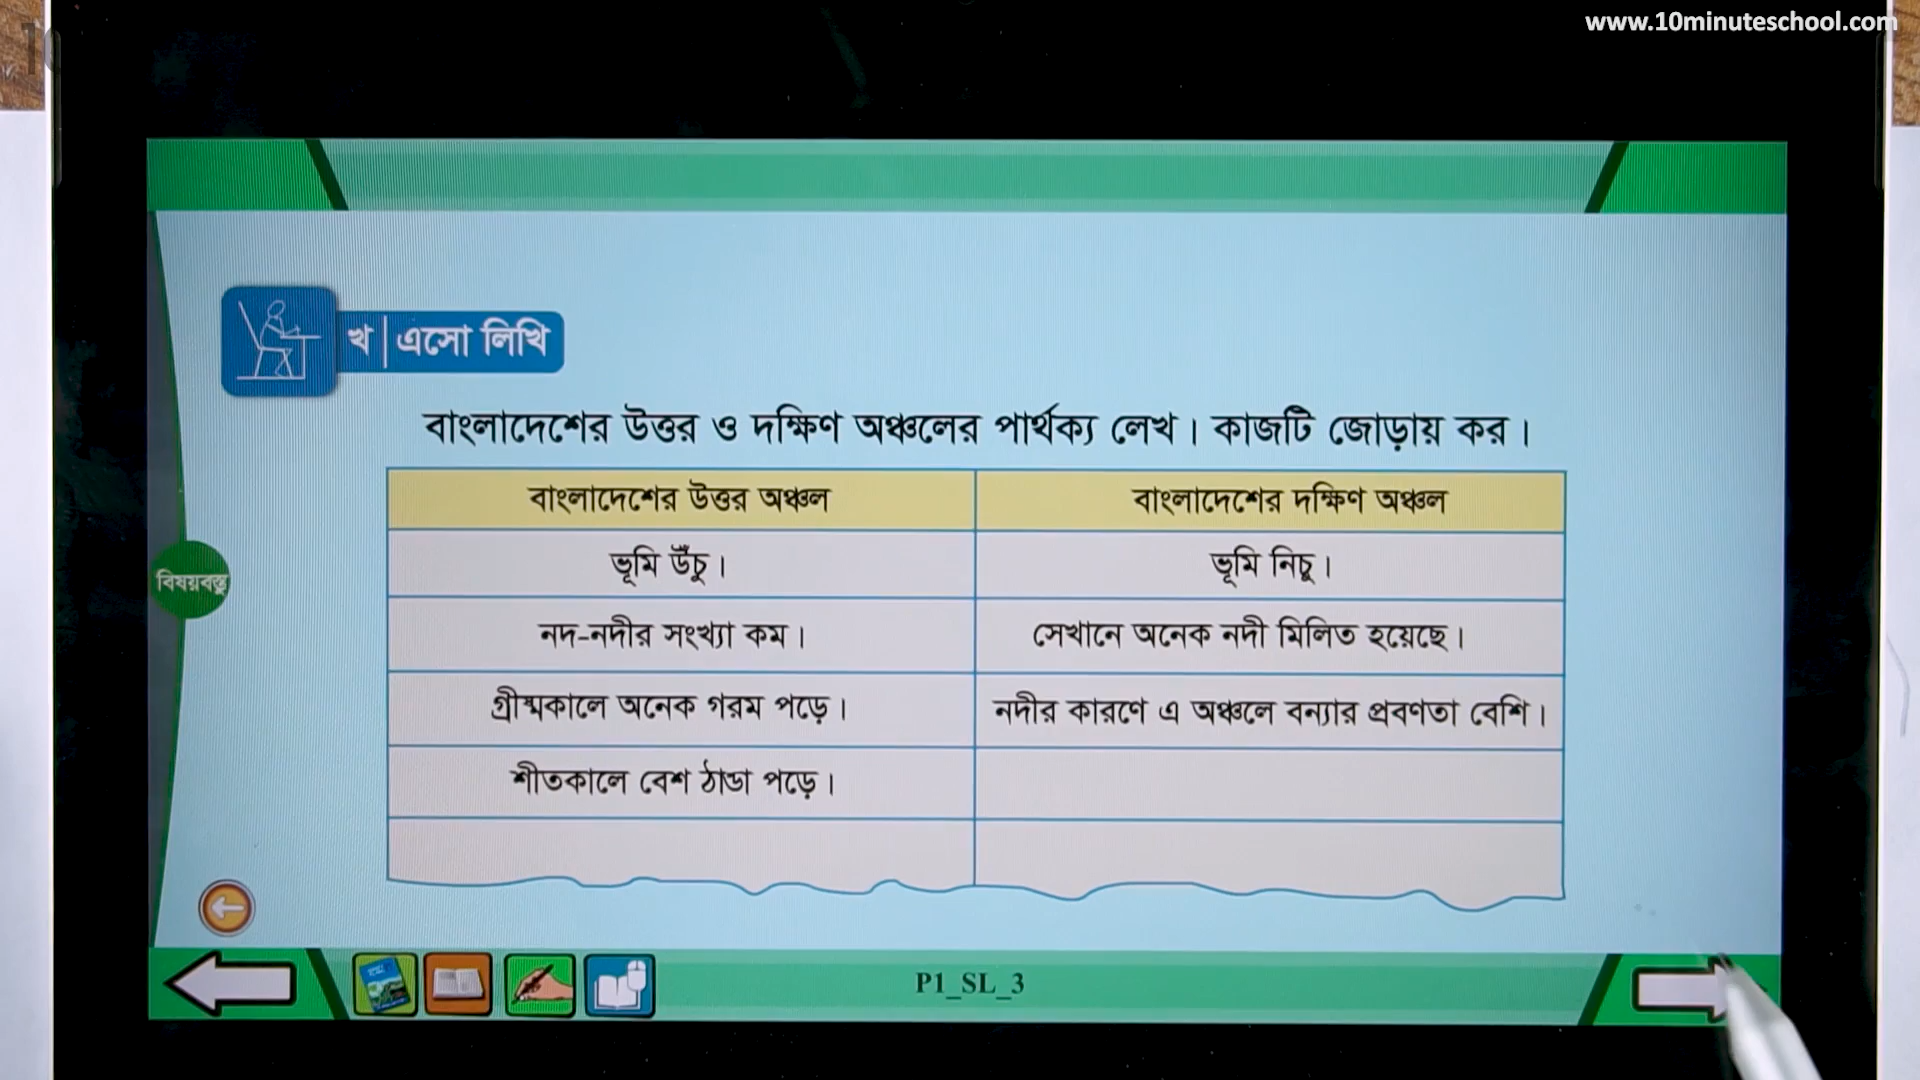 www.10minuteschool.com
খ | এসো লিখি
বাংলাদেশের উত্তর ও দক্ষিণ অঞ্চলের পার্থক্য লেখ। কাজটি জোড়ায় কর।
বাংলাদেশের উত্তর অঞ্চল বাংলাদেশের দক্ষিণ অঞ্চল
ভূমি উঁচু। ভূমি নিচু।
নদ-নদীর সংখ্যা কম। সেখানে অনেক নদী মিলিত হয়েছে।
গ্রীষ্মকালে অনেক গরম পড়ে। নদীর কারণে এ অঞ্চলে বন্যার প্রবণতা বেশি।
শীতকালে বেশ ঠান্ডা পড়ে।
বিষয়বস্তু
P1_SL_3